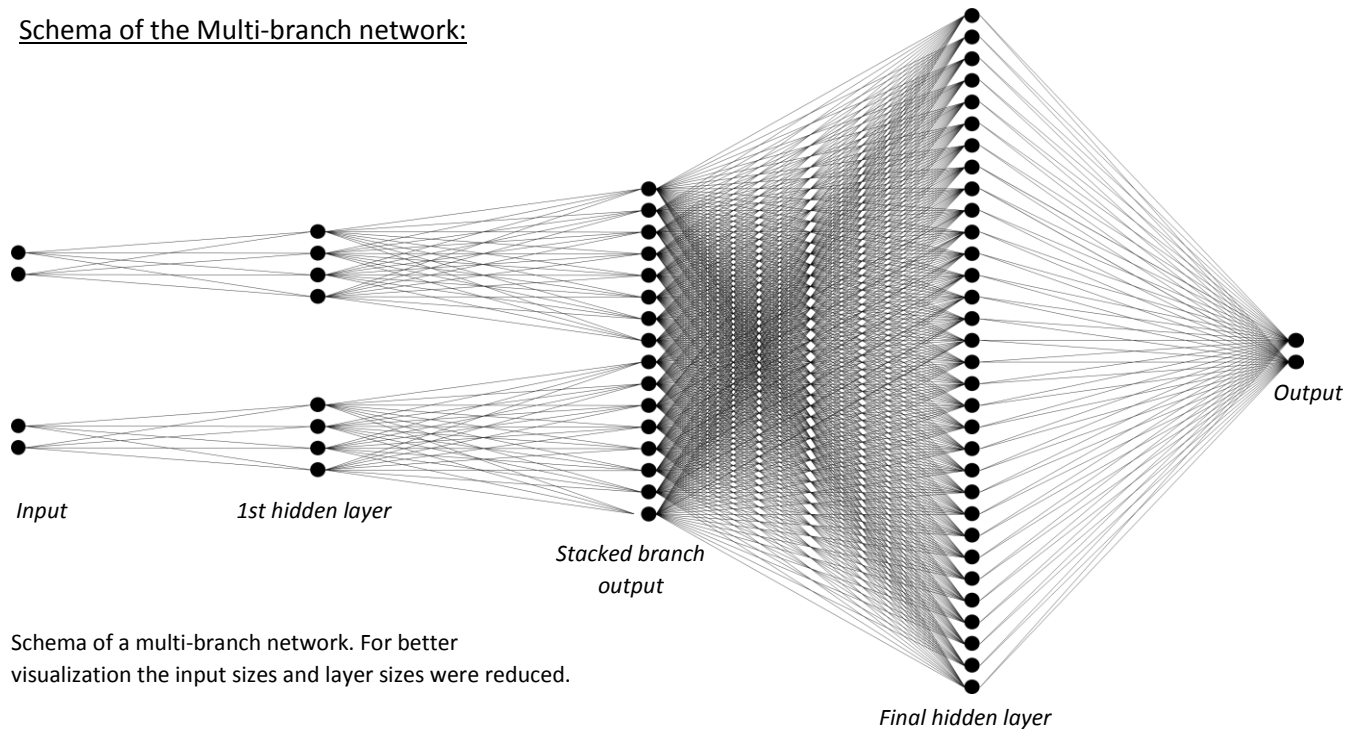 Schema of the Multi-branch network:
Output
Input
1st hidden layer
Stacked branch
output
Schema of a multi-branch network. For better
visualization the input sizes and layer sizes were reduced.
Final hidden layer